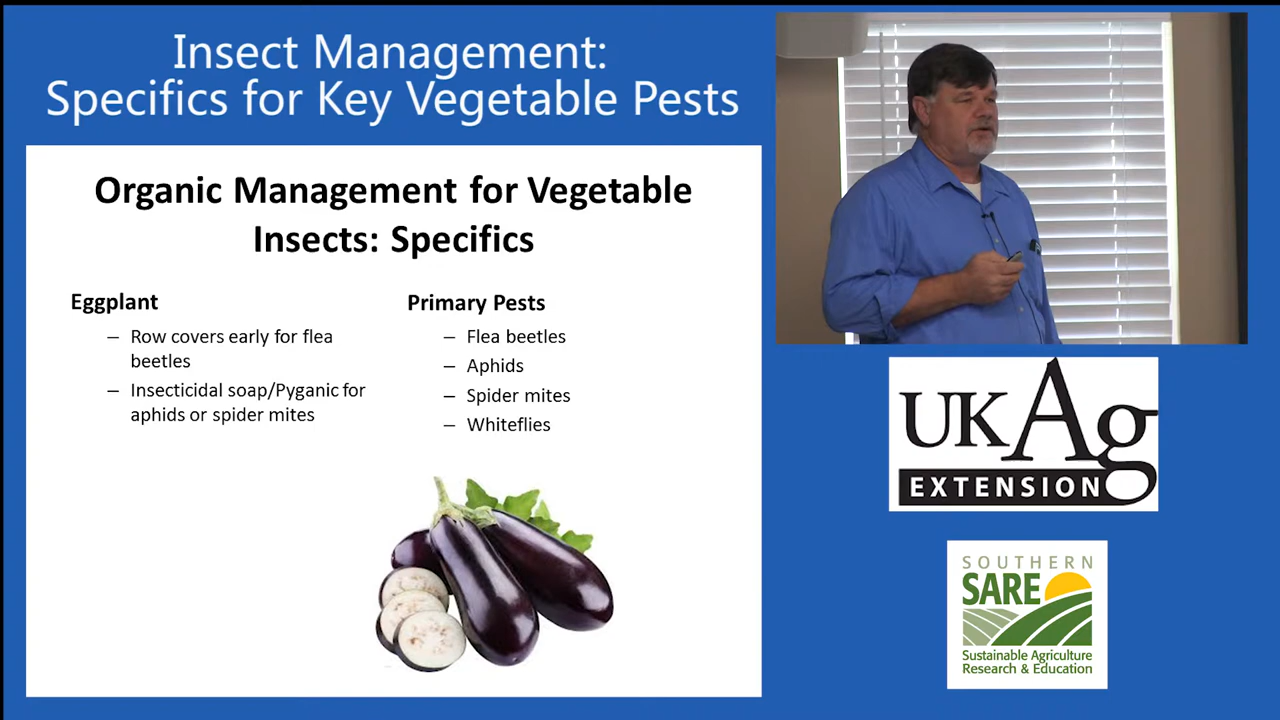 Insect Management:
Specifics for Key Vegetable Pests
Organic Management for Vegetable
Insects: Specifics
Eggplant
– Row covers early for flea
beetles
– Insecticidal soap/Pyganic for
aphids or spider mites
Primary Pests
– Flea beetles
– Aphids
– Spider mites
– Whiteflies
UKAg
EXTENSION
SOUTHERN
SARE
Sustainable Agriculture
Research & Education